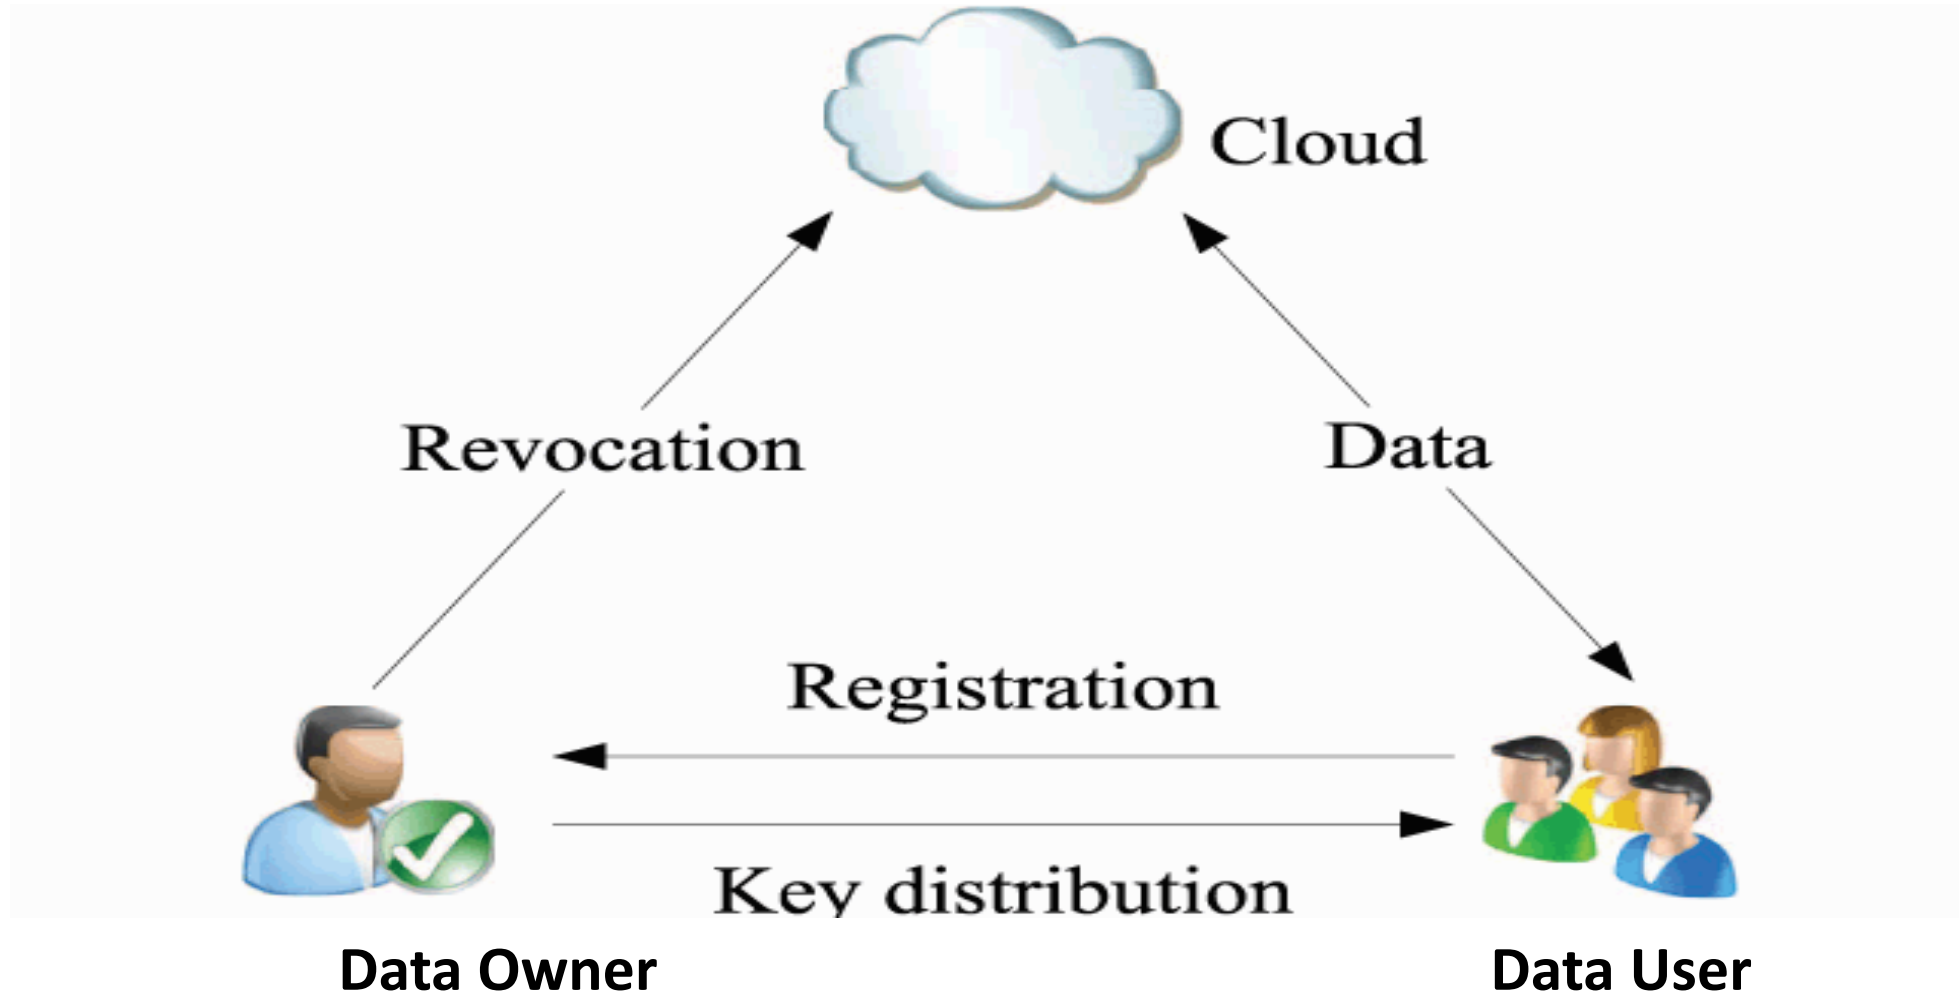 Cloud
Revocation
Data
Registration
Key distribution
Data Owner
Data User